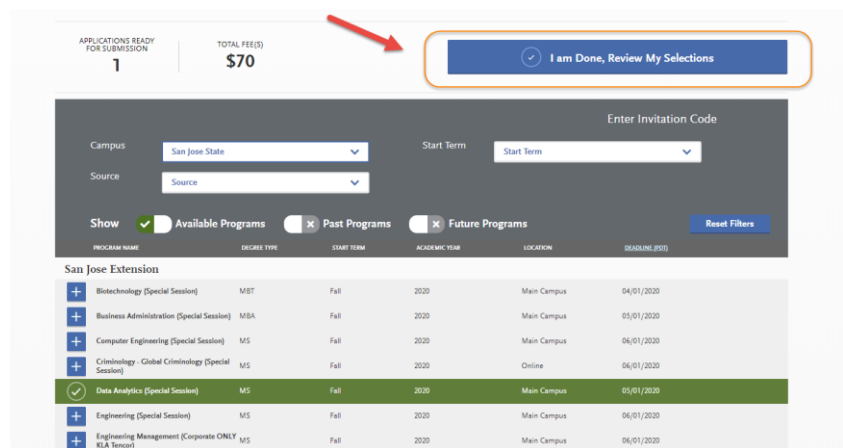 APPLICATIONS READY
FOR SUBMISSION
1
TOTAL FEE(S)
$70
I am Done, Review My Selections
Enter Invitation Code
Campus
San Jose State
Start Term
Start Term
Source
Source
Show
Available Programs
Past Programs
Future Programs
Reset Filters
PROGRAM NAME DEGREE TYPE START TERM ACADEMIC YEAR LOCATION DEADLINE (PDT)
San Jose Extension
Biotechnology (Special Session) MBT Fall 2020 Main Campus 04/01/2020
Business Administration (Special Session) MBA Fall 2020 Main Campus 05/01/2020
Computer Engineering (Special Session) MS Fall 2020 Main Campus 06/01/2020
Criminology - Global Criminology (Special
Session) MS Fall 2020 Online 06/01/2020
Data Analytics (Special Session) MS Fall 2020 Main Campus 05/01/2020
Engineering (Special Session) MS Fall 2020 Main Campus 06/01/2020
Engineering Management (Corporate ONLY
KLA Tencor) MS Fall 2020 Main Campus 06/01/2020